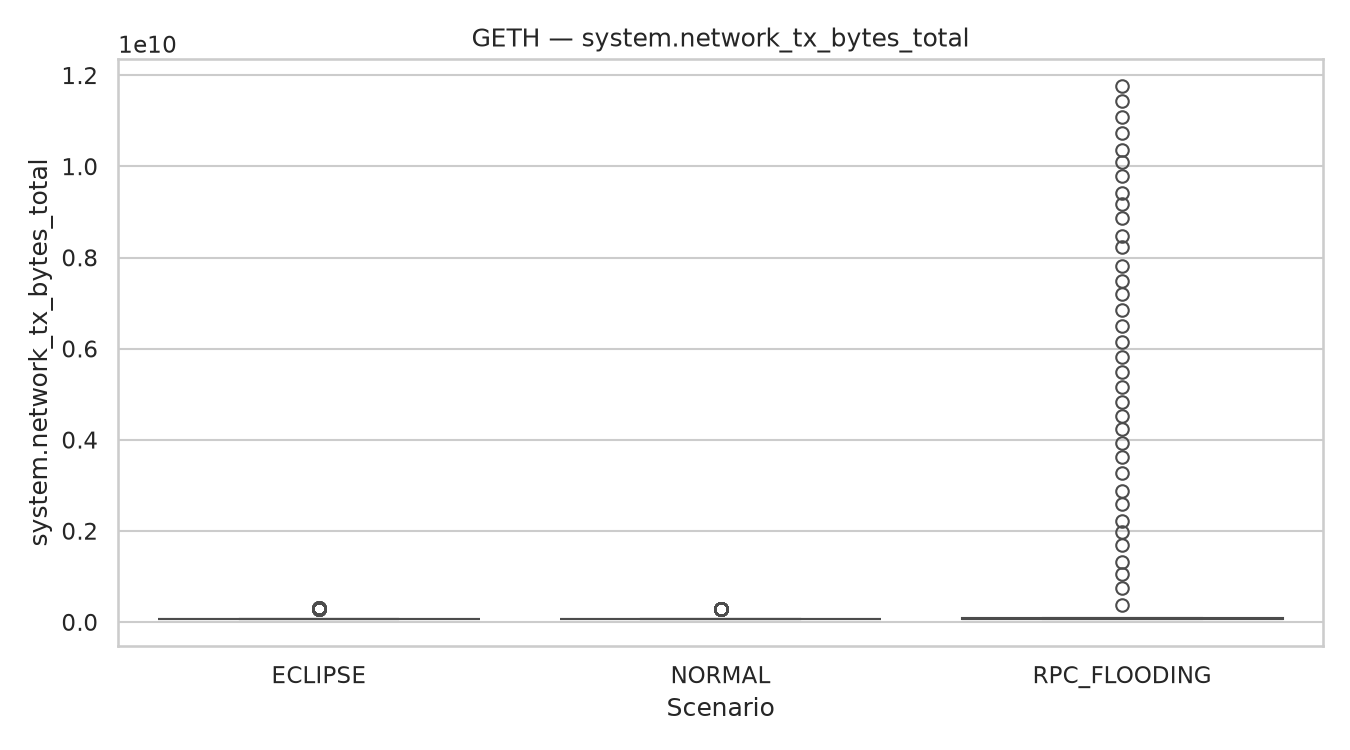 GETH — system.network_tx_bytes_total
1e10
1.2
1.0
0.8
0.6
0.4
0.2
0.0
system.network_tx_bytes_total
ECLIPSE
NORMAL
RPC_FLOODING
Scenario